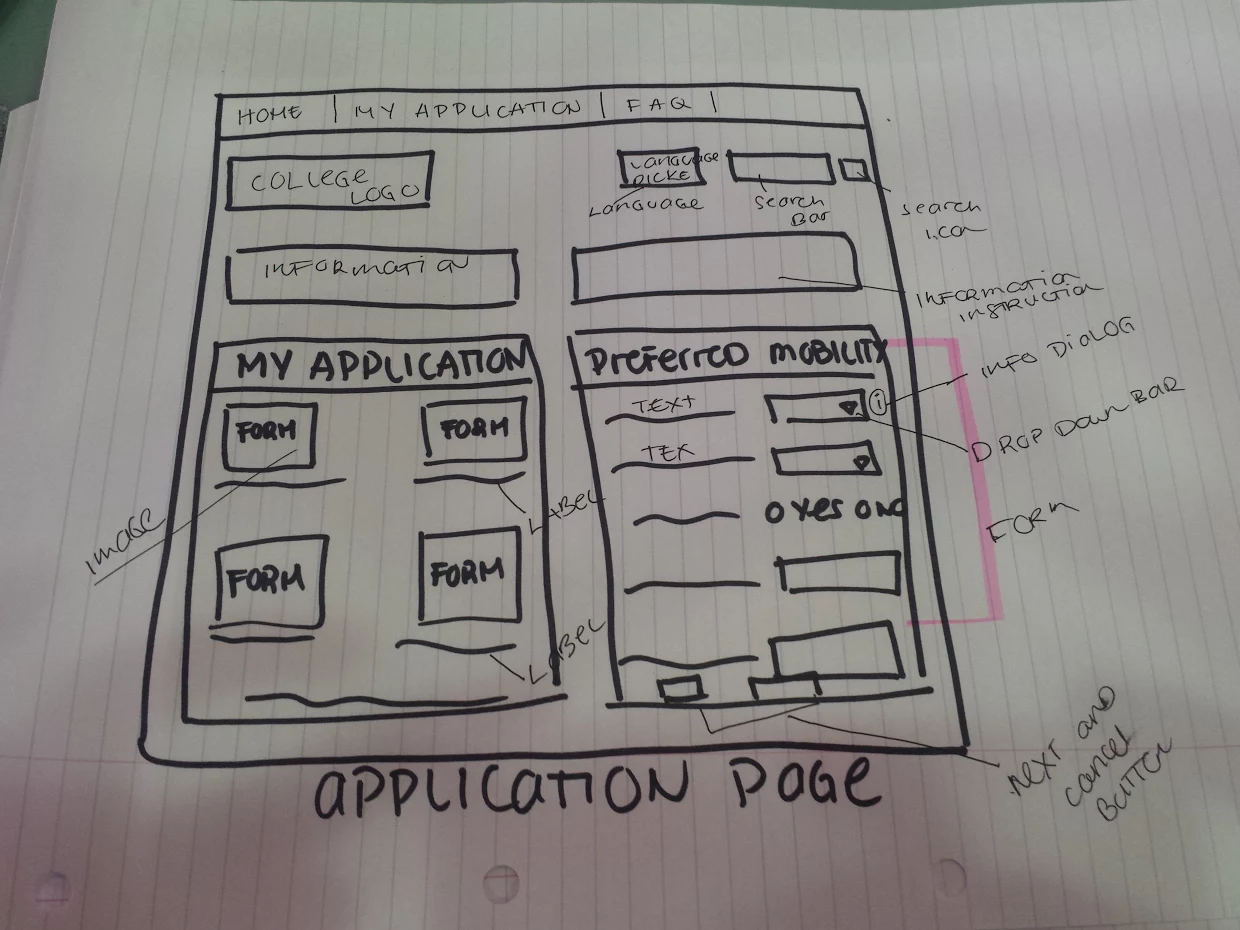 HOME | MY APPLICATION | FAQ |
COLLEGE
LOGO
LANGUAGE
PICKE
LANGUAGE
SEARCH
BAR
SEARCH
ICON
INFORMATION
INFORMATION
INSTRUCTION
MY APPLICATION
PREFERRED MOBILITY
INFO DIALOG
FORM
FORM
TEXT
i
DROP DOWN BAR
TEX
IMAGE
LABEL
O YES O NO
FORM
FORM
FORM
LABEL
NEXT AND
CANCEL
BUTTON
APPLICATION PAGE